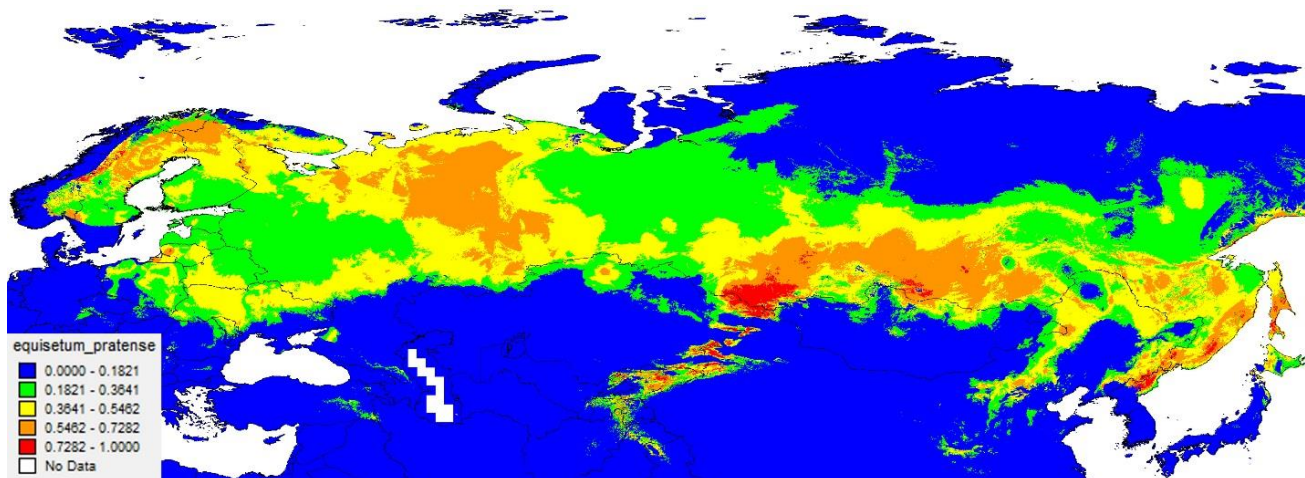 equisetum_pratense
0.0000 - 0.1821
0.1821 - 0.3641
0.3641 - 0.5462
0.5462 - 0.7282
0.7282 - 1.0000
No Data